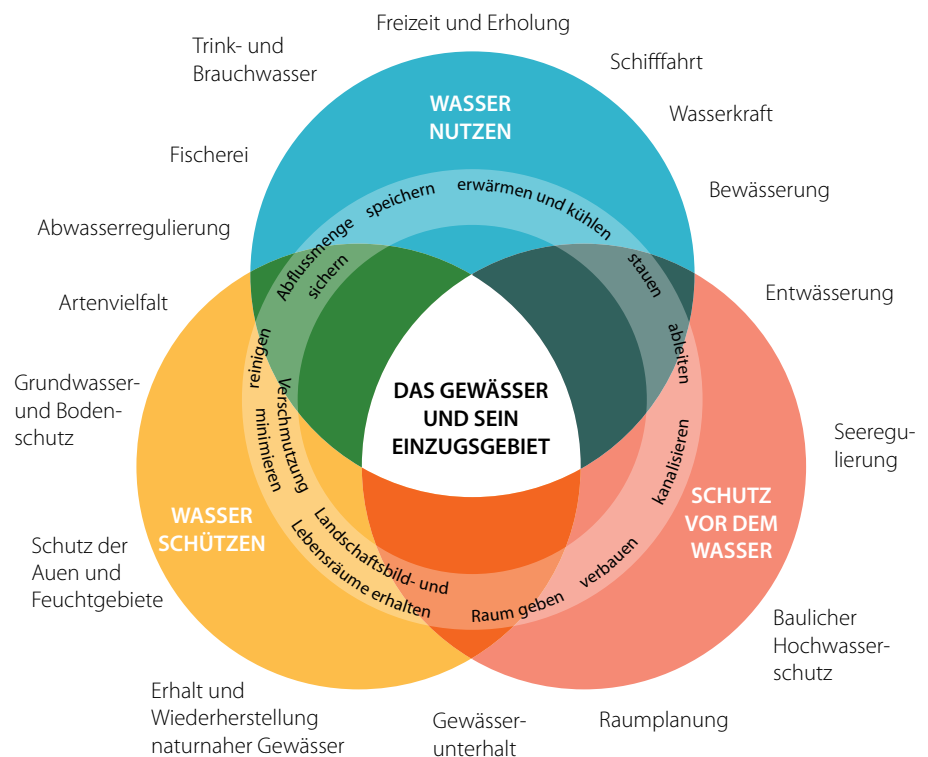 Freizeit und Erholung
Trink- und
Brauchwasser
Schifffahrt
Wasserkraft
Fischerei
Bewässerung
Abwasserregulierung
Entwässerung
Artenvielfalt
Grundwasser-
und Boden-
schutz
Seeregu-
lierung
Schutz der
Auen und
Feuchtgebiete
Baulicher
Hochwasser-
schutz
Erhalt und
Wiederherstellung
naturnaher Gewässer
Gewässer-
unterhalt
Raumplanung
WASSER
NUTZEN
WASSER
SCHÜTZEN
SCHUTZ
VOR DEM
WASSER
DAS GEWÄSSER
UND SEIN
EINZUGSGEBIET
Abflussmenge
sichern
speichern
erwärmen und kühlen
stauen
ableiten
kanalisieren
verbauen
Raum geben
Landschaftsbild- und
Lebensräume erhalten
Verschmutzung
minimieren
reinigen